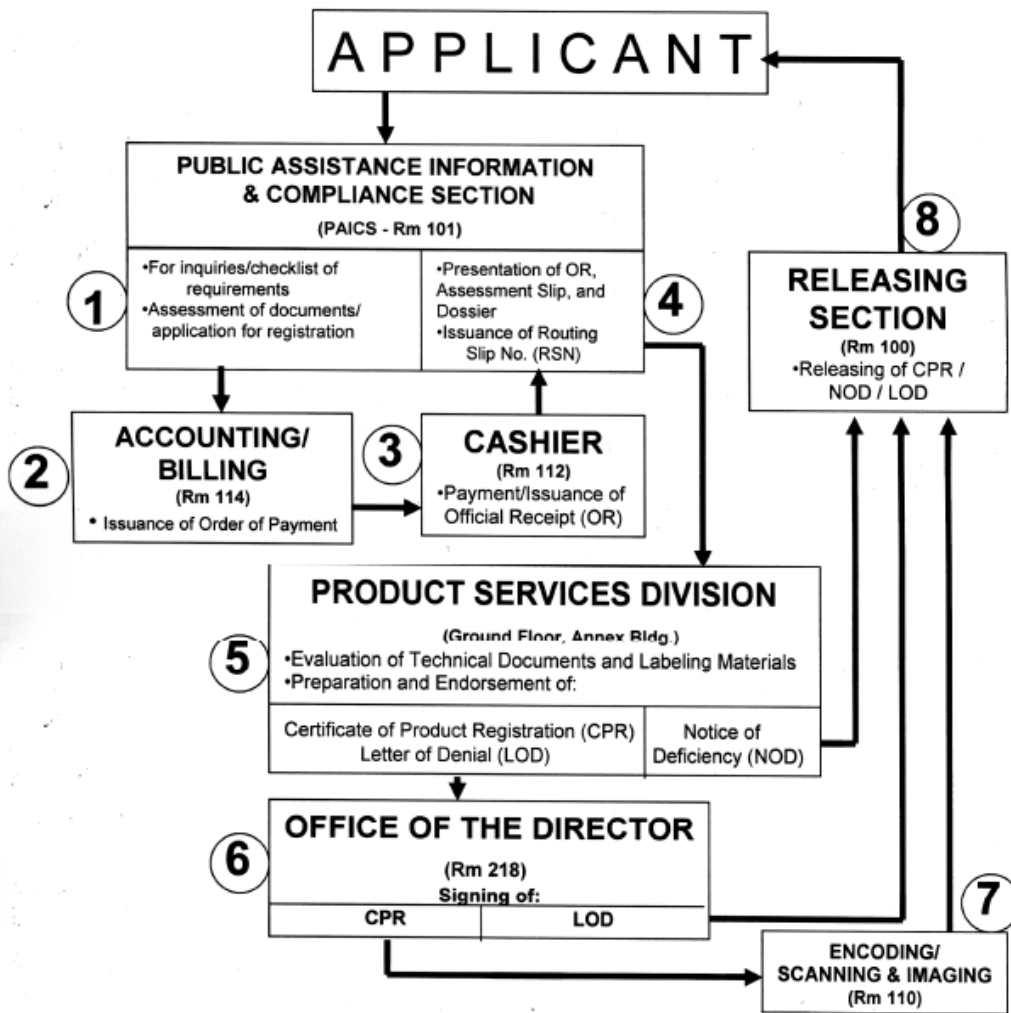 APPLICANT
PUBLIC ASSISTANCE INFORMATION
& COMPLIANCE SECTION
(PAICS - Rm 101)
1
•For inquiries/checklist of
requirements
•Assessment of documents/
application for registration
•Presentation of OR,
Assessment Slip, and
Dossier
•Issuance of Routing
Slip No. (RSN)
4
8
RELEASING
SECTION
(Rm 100)
•Releasing of CPR /
NOD / LOD
2
ACCOUNTING/
BILLING
(Rm 114)
• Issuance of Order of Payment
3
CASHIER
(Rm 112)
•Payment/Issuance of
Official Receipt (OR)
PRODUCT SERVICES DIVISION
(Ground Floor, Annex Bldg.)
5
•Evaluation of Technical Documents and Labeling Materials
•Preparation and Endorsement of:
Certificate of Product Registration (CPR)
Letter of Denial (LOD)
Notice of
Deficiency (NOD)
6
OFFICE OF THE DIRECTOR
(Rm 218)
Signing of:
CPR
LOD
7
ENCODING/
SCANNING & IMAGING
(Rm 110)